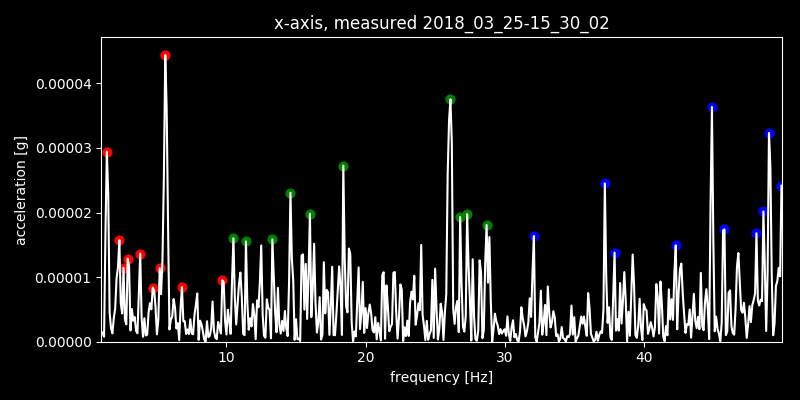 x-axis, measured 2018_03_25-15_30_02
acceleration [g]
0.00004
0.00003
0.00002
0.00001
0.00000
10 20 30 40
frequency [Hz]